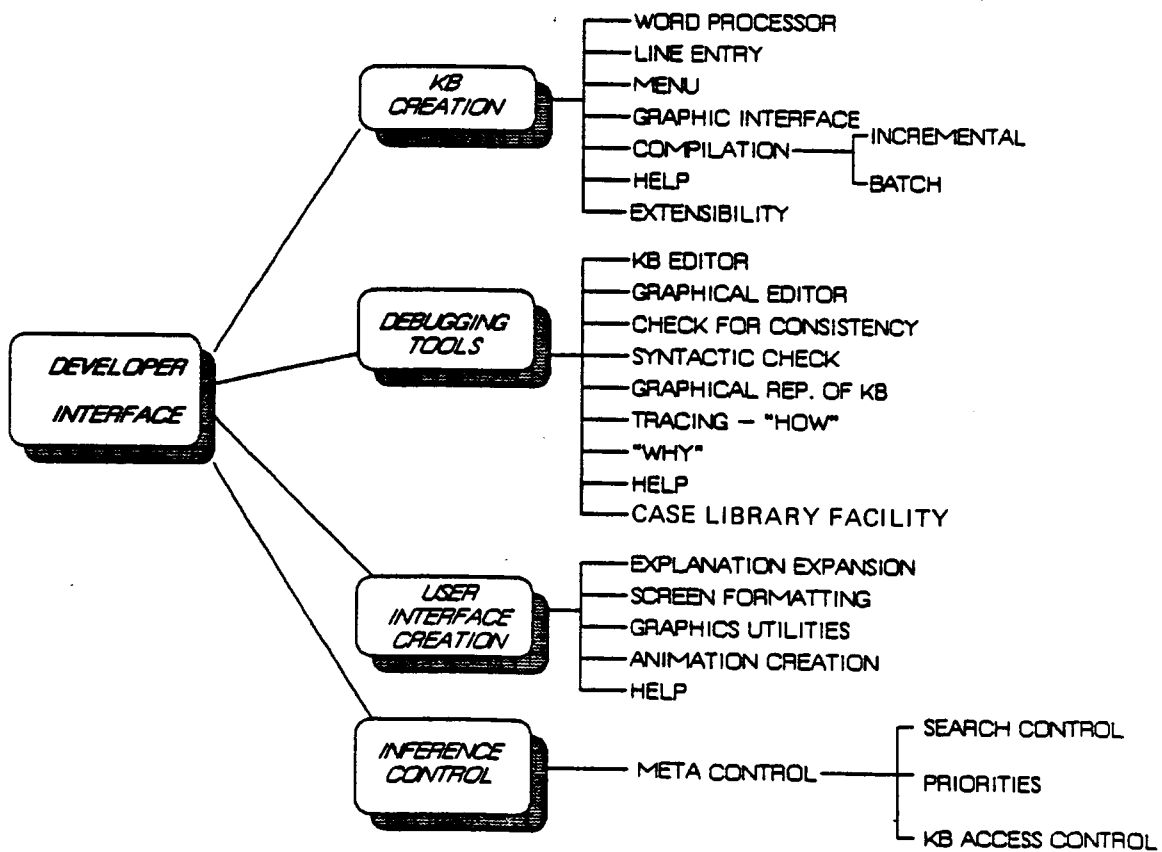 DEVELOPER
INTERFACE
KB
CREATION
WORD PROCESSOR
LINE ENTRY
MENU
GRAPHIC INTERFACE
COMPILATION
INCREMENTAL
BATCH
HELP
EXTENSIBILITY
DEBUGGING
TOOLS
KB EDITOR
GRAPHICAL EDITOR
CHECK FOR CONSISTENCY
SYNTACTIC CHECK
GRAPHICAL REP. OF KB
TRACING – "HOW"
"WHY"
HELP
CASE LIBRARY FACILITY
USER
INTERFACE
CREATION
EXPLANATION EXPANSION
SCREEN FORMATTING
GRAPHICS UTILITIES
ANIMATION CREATION
HELP
INFERENCE
CONTROL
META CONTROL
SEARCH CONTROL
PRIORITIES
KB ACCESS CONTROL